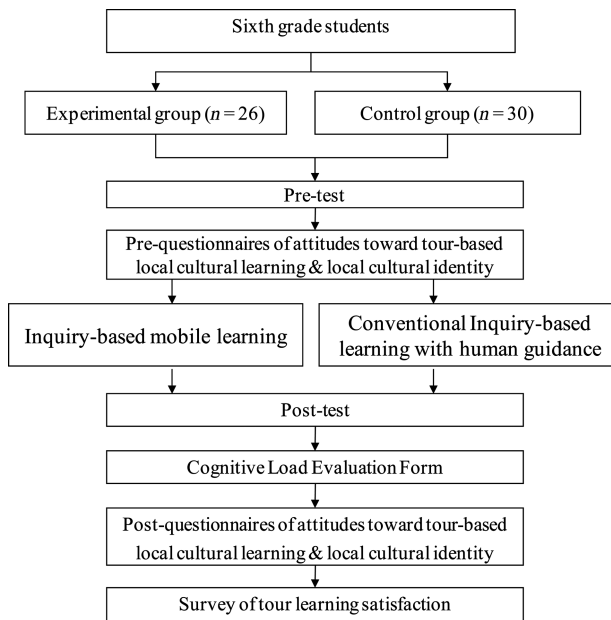 Sixth grade students
Experimental group (n = 26)
Control group (n = 30)
Pre-test
Pre-questionnaires of attitudes toward tour-based
local cultural learning & local cultural identity
Inquiry-based mobile learning
Conventional Inquiry-based
learning with human guidance
Post-test
Cognitive Load Evaluation Form
Post-questionnaires of attitudes toward tour-based
local cultural learning & local cultural identity
Survey of tour learning satisfaction